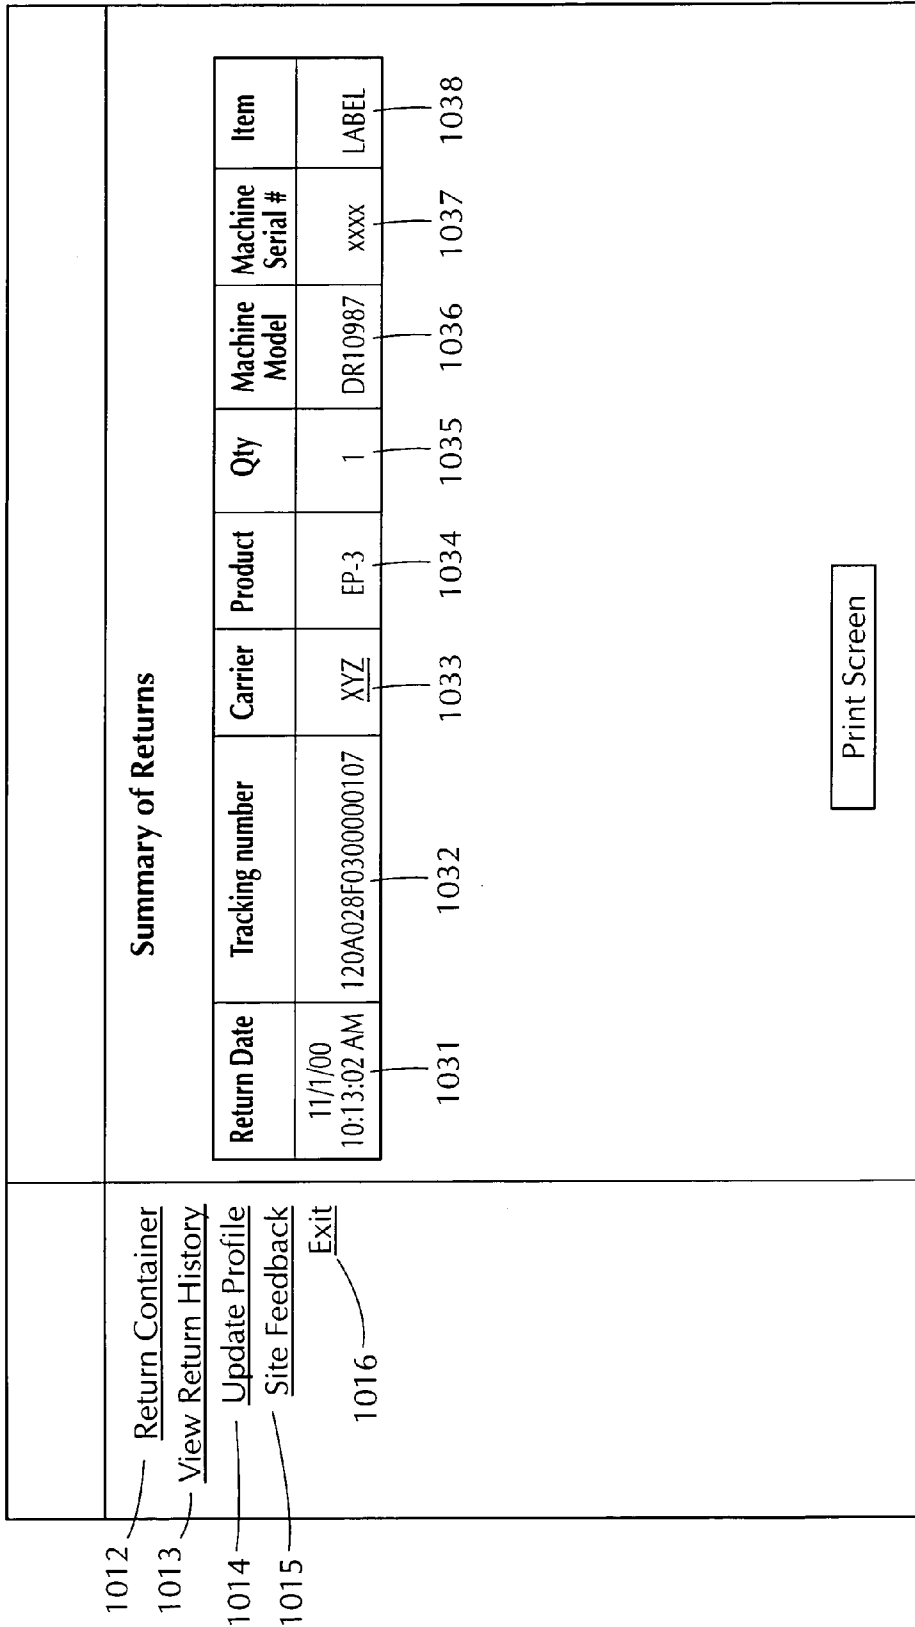 Summary of Returns
1012 Return Container
1013 View Return History
1014 Update Profile
1015 Site Feedback
Exit
1016
Return Date Tracking number Carrier Product Qty Machine Model Machine Serial # Item
11/1/00 10:13:02 AM 120A028F0300000107 XYZ EP-3 1 DR10987 xxxx LABEL
1031 1032 1033 1034 1035 1036 1037 1038
Print Screen